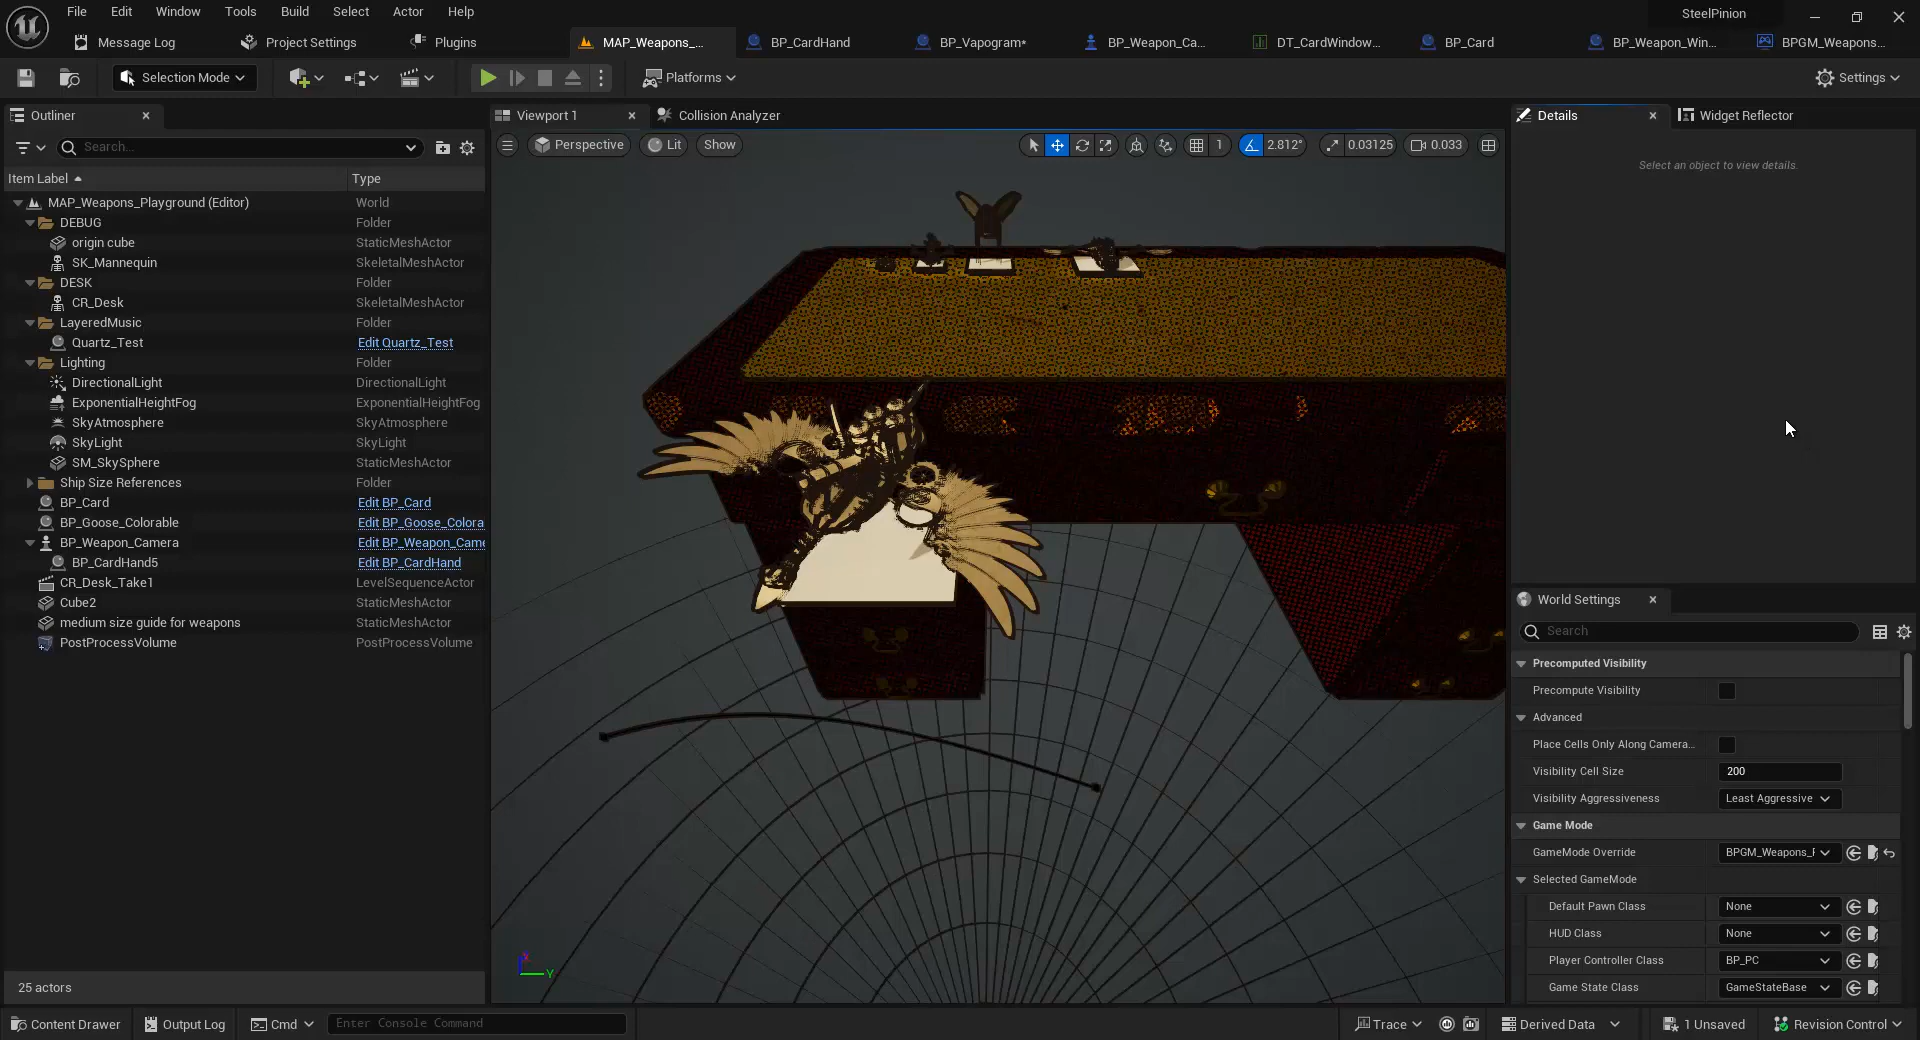 File Edit Window Tools Build Select Actor Help
SteelPinion
Message Log Project Settings Plugins
MAP_Weapons_... BP_CardHand BP_Vapogram* BP_Weapon_Ca... DT_CardWindow... BP_Card BP_Weapon_Win... BPGM_Weapons...
Selection Mode Platforms Settings
Outliner
Search...
Item Label Type
MAP_Weapons_Playground (Editor) World
DEBUG Folder
origin cube StaticMeshActor
SK_Mannequin SkeletalMeshActor
DESK Folder
CR_Desk SkeletalMeshActor
LayeredMusic Folder
Quartz_Test Edit Quartz_Test
Lighting Folder
DirectionalLight DirectionalLight
ExponentialHeightFog ExponentialHeightFog
SkyAtmosphere SkyAtmosphere
SkyLight SkyLight
SM_SkySphere StaticMeshActor
Ship Size References Folder
BP_Card Edit BP_Card
BP_Goose_Colorable Edit BP_Goose_Colora
BP_Weapon_Camera Edit BP_Weapon_Came
BP_CardHand5 Edit BP_CardHand
CR_Desk_Take1 LevelSequenceActor
Cube2 StaticMeshActor
medium size guide for weapons StaticMeshActor
PostProcessVolume PostProcessVolume
25 actors
Viewport 1 Collision Analyzer
Perspective Lit Show 1 2.812° 0.03125 0.033
Y
Details Widget Reflector
Select an object to view details.
World Settings
Search
Precomputed Visibility
Precompute Visibility
Advanced
Place Cells Only Along Camera...
Visibility Cell Size 200
Visibility Aggressiveness Least Aggressive
Game Mode
GameMode Override BPGM_Weapons_F
Selected GameMode
Default Pawn Class None
HUD Class None
Player Controller Class BP_PC
Game State Class GameStateBase
Content Drawer Output Log Cmd Enter Console Command Trace Derived Data 1 Unsaved Revision Control